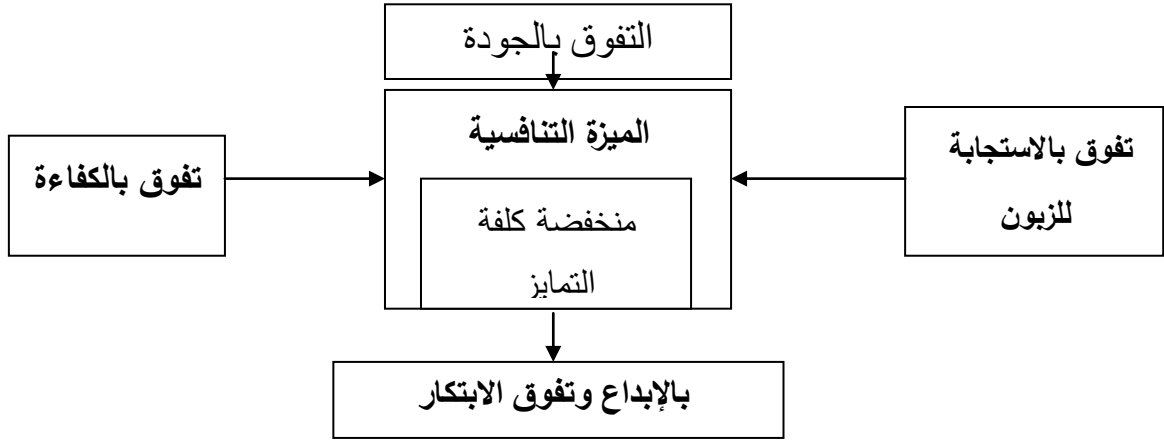 التفوق بالجودة
الميزة التنافسية
تفوق بالاستجابة
للزبون
تفوق بالكفاءة
منخفضة كلفة
التمايز
بالإبداع وتفوق الابتكار